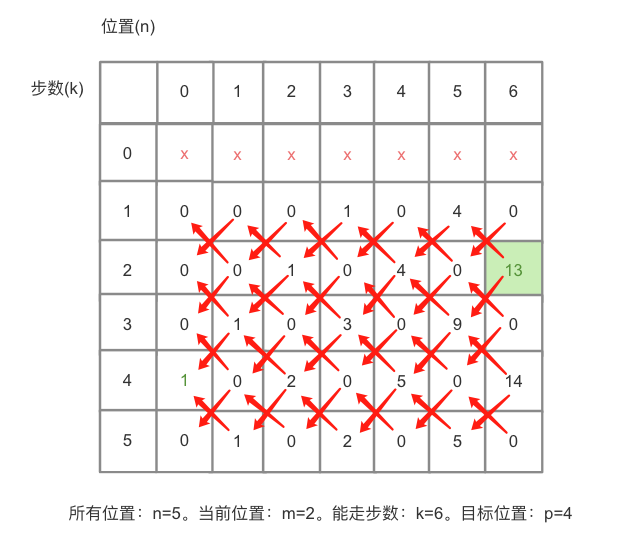 位置(n)
步数(k) 0 1 2 3 4 5 6
0 x x x x x x x
1 0 0 0 1 0 4 0
2 0 0 1 0 4 0 13
3 0 1 0 3 0 9 0
4 1 0 2 0 5 0 14
5 0 1 0 2 0 5 0
所有位置：n=5。当前位置：m=2。能走步数：k=6。目标位置：p=4